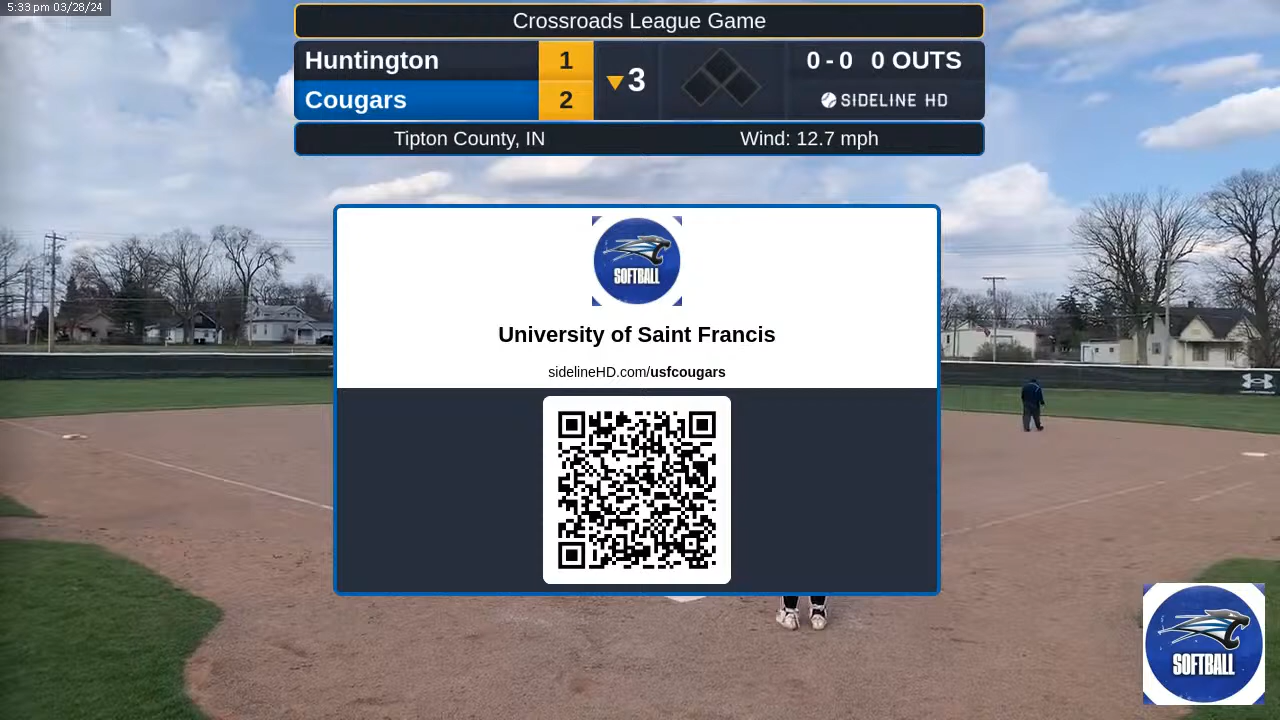 5:33 pm 03/28/24
Crossroads League Game
Huntington 1
Cougars 2
▼3
0 - 0 0 OUTS
SIDELINE HD
Tipton County, IN Wind: 12.7 mph
SOFTBALL
University of Saint Francis
sidelineHD.com/usfcougars
SOFTBALL